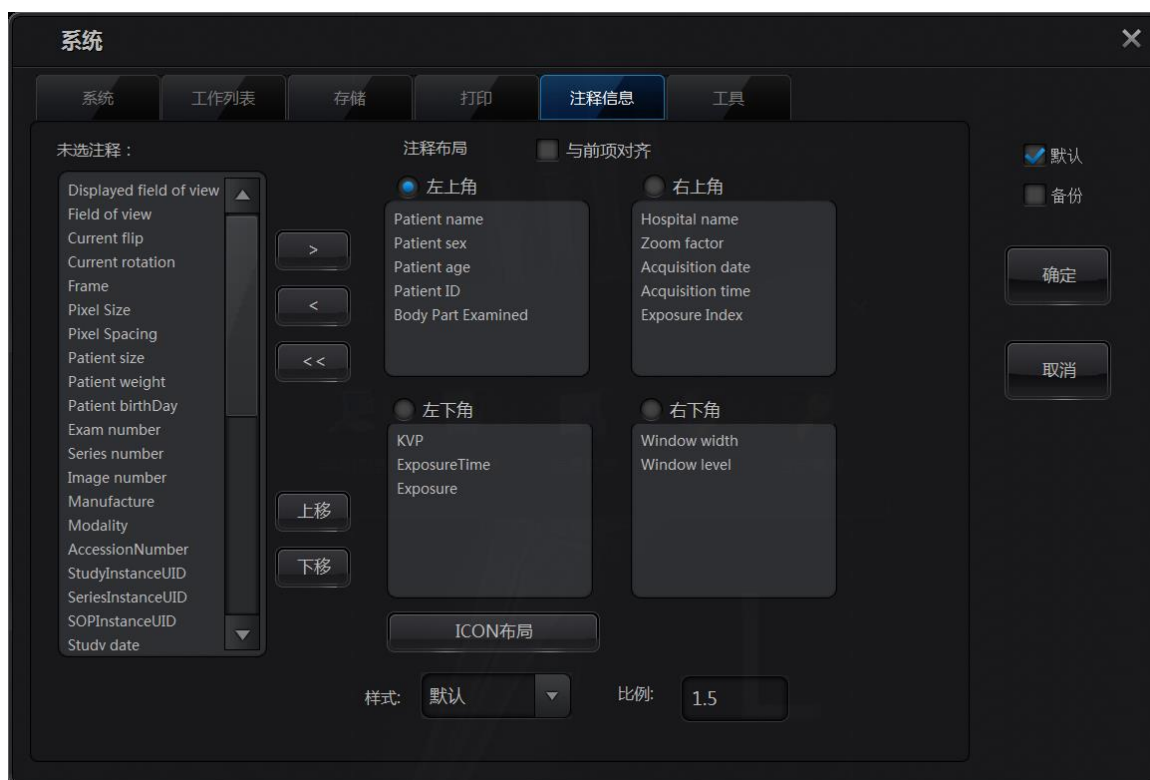 系统
系统 工作列表 存储 打印 注释信息 工具
未选注释：
Displayed field of view
Field of view
Current flip
Current rotation
Frame
Pixel Size
Pixel Spacing
Patient size
Patient weight
Patient birthDay
Exam number
Series number
Image number
Manufacture
Modality
AccessionNumber
StudyInstanceUID
SeriesInstanceUID
SOPInstanceUID
Study date
>
<
<<
上移
下移
注释布局 与前项对齐
左上角
Patient name
Patient sex
Patient age
Patient ID
Body Part Examined
右上角
Hospital name
Zoom factor
Acquisition date
Acquisition time
Exposure Index
左下角
KVP
ExposureTime
Exposure
右下角
Window width
Window level
ICON布局
样式: 默认 比例: 1.5
默认
备份
确定
取消